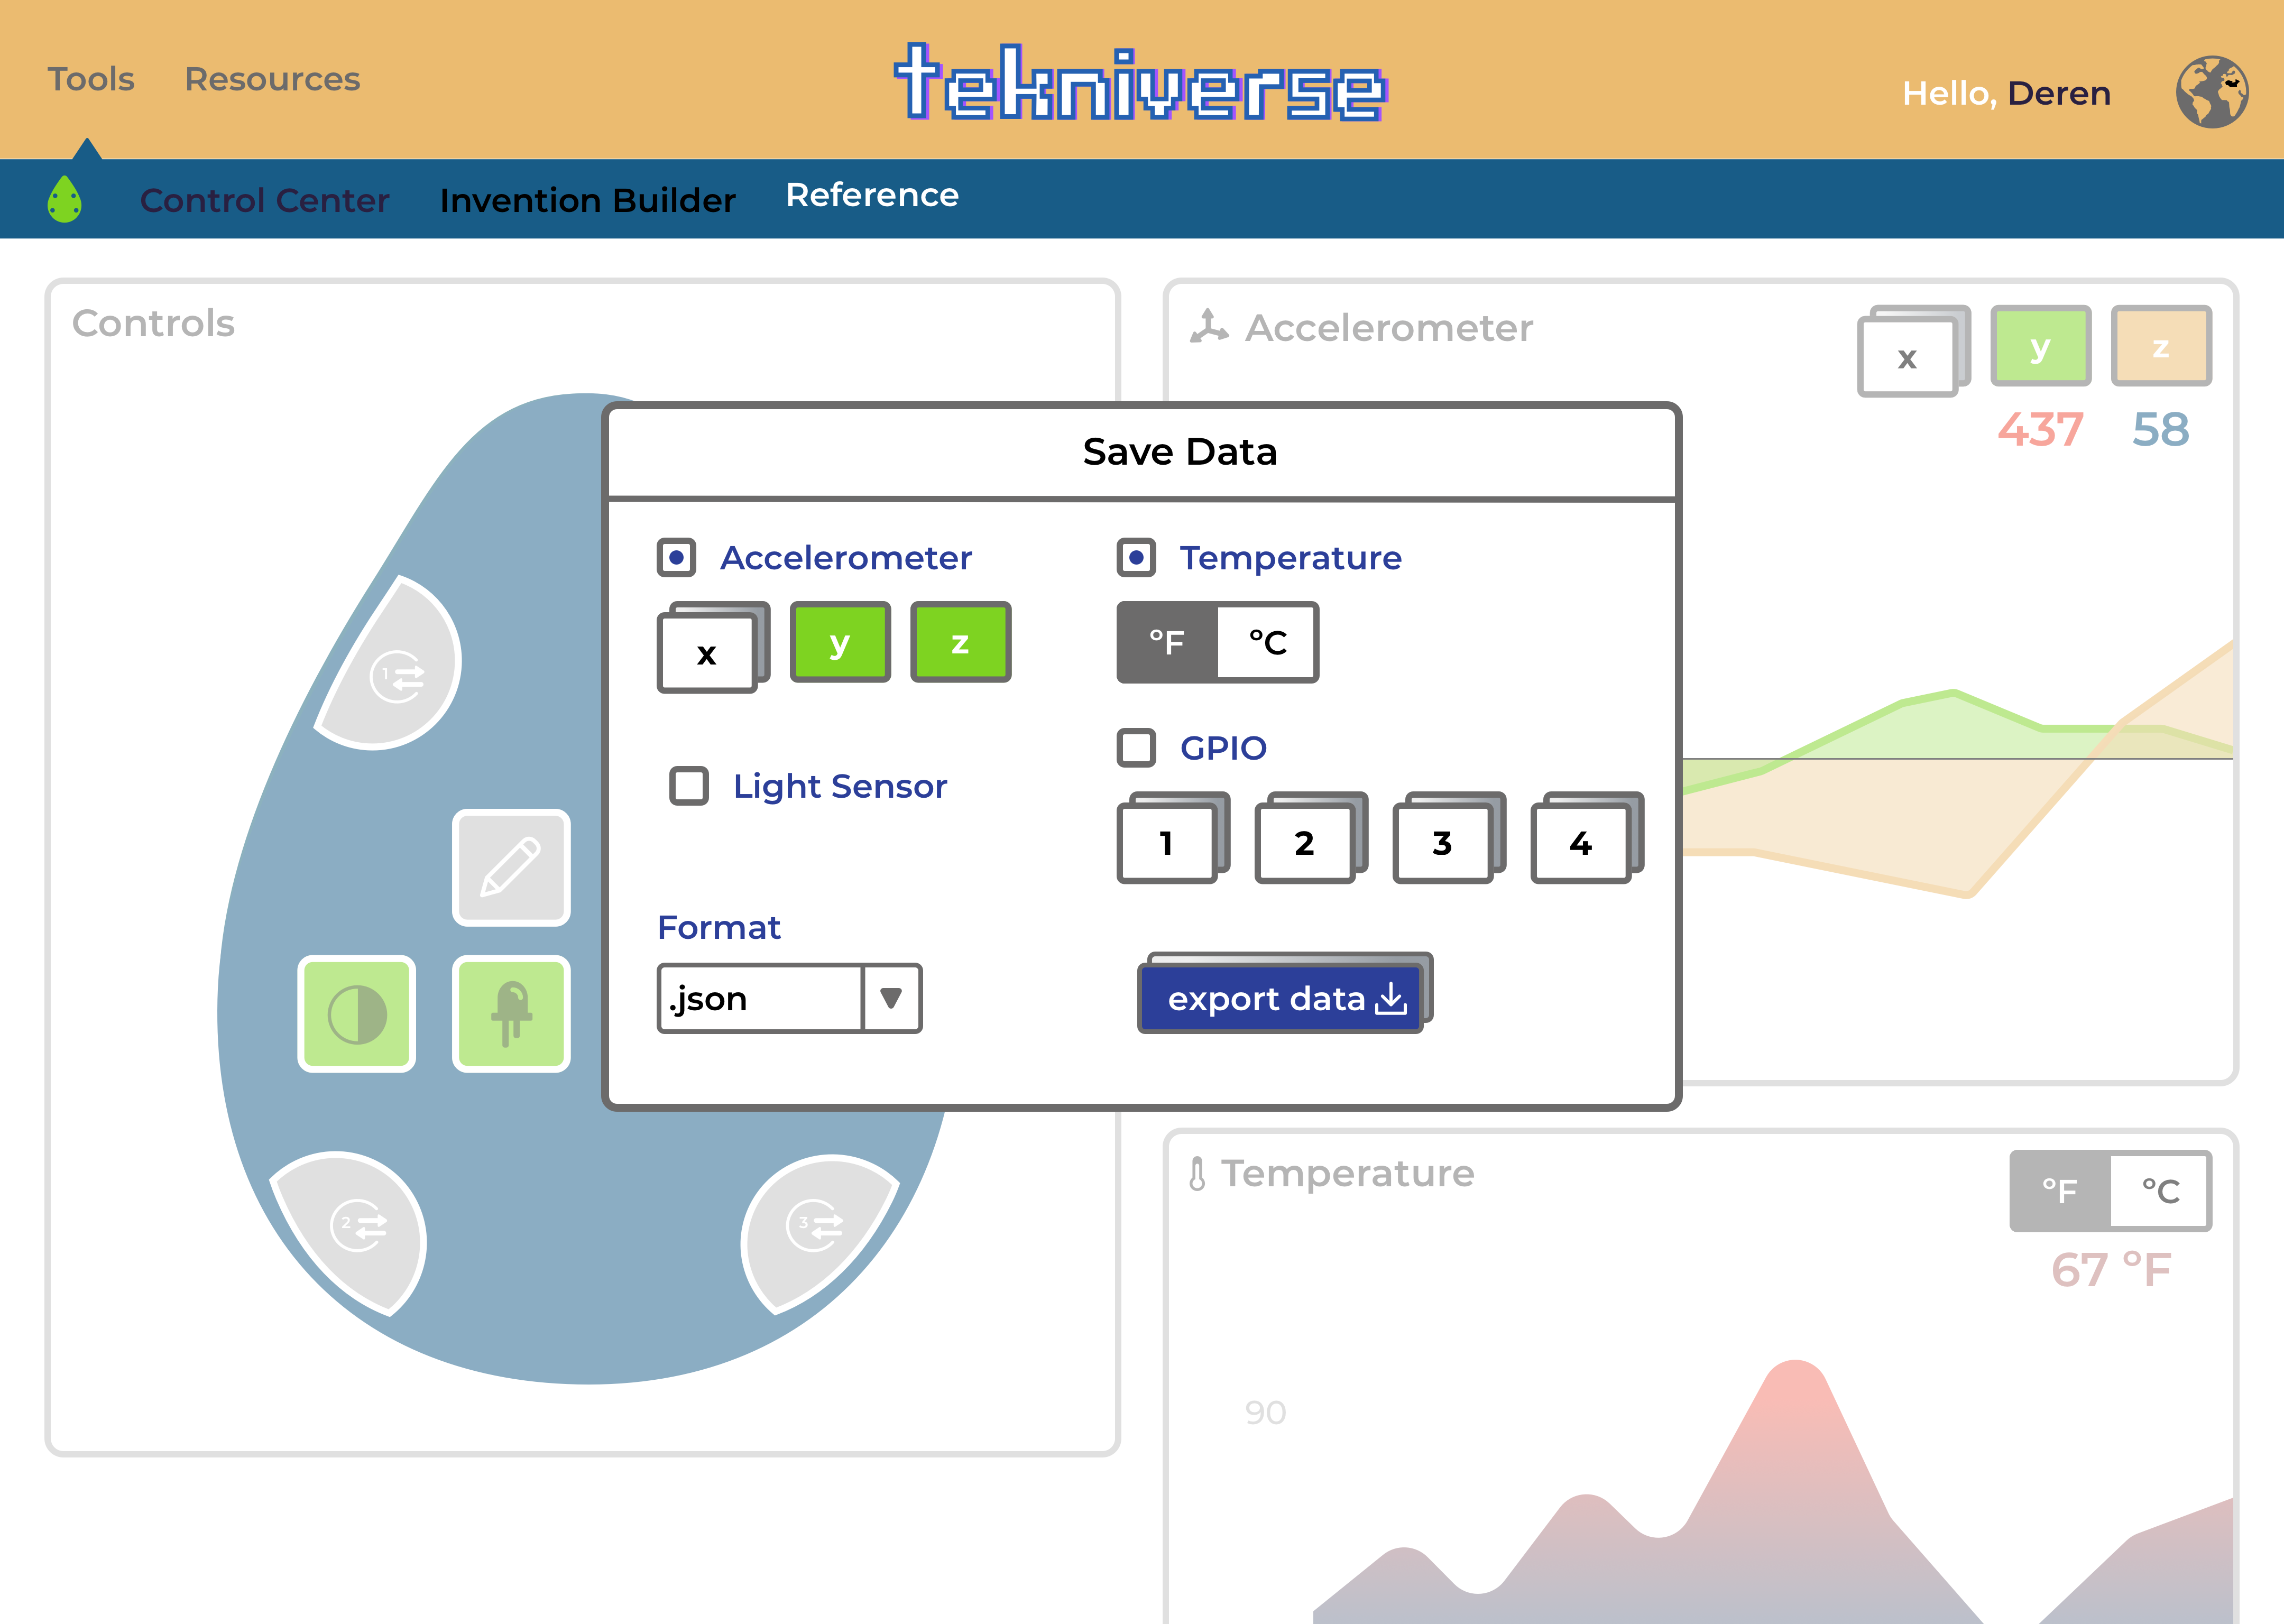 Tools Resources
tekniverse
Hello, Deren
Control Center Invention Builder Reference
Controls
Accelerometer
x y z
437 58
Save Data
Accelerometer
x y z
Temperature
°F °C
Light Sensor
GPIO
1 2 3 4
Format
.json
export data
1
2
3
Temperature
°F °C
67 °F
90